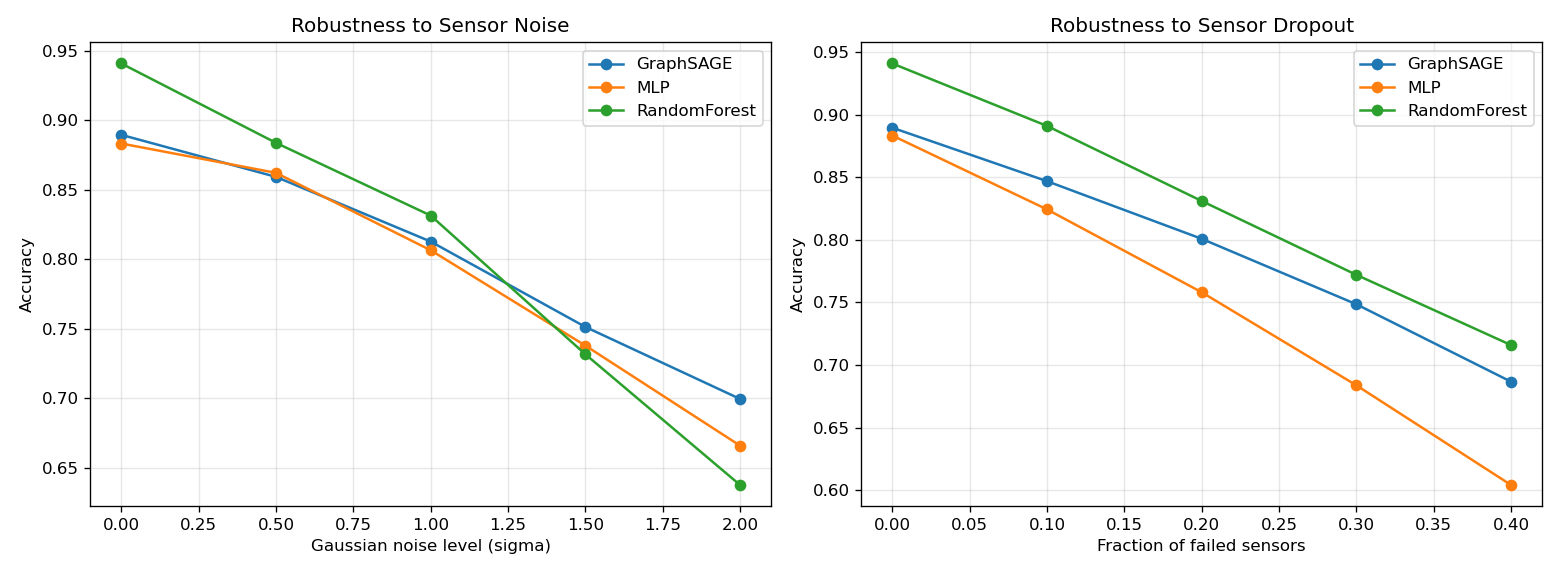 Robustness to Sensor Noise
GraphSAGE
MLP
RandomForest
Accuracy
0.95
0.90
0.85
0.80
0.75
0.70
0.65
0.00 0.25 0.50 0.75 1.00 1.25 1.50 1.75 2.00
Gaussian noise level (sigma)
Robustness to Sensor Dropout
GraphSAGE
MLP
RandomForest
Accuracy
0.95
0.90
0.85
0.80
0.75
0.70
0.65
0.60
0.00 0.05 0.10 0.15 0.20 0.25 0.30 0.35 0.40
Fraction of failed sensors